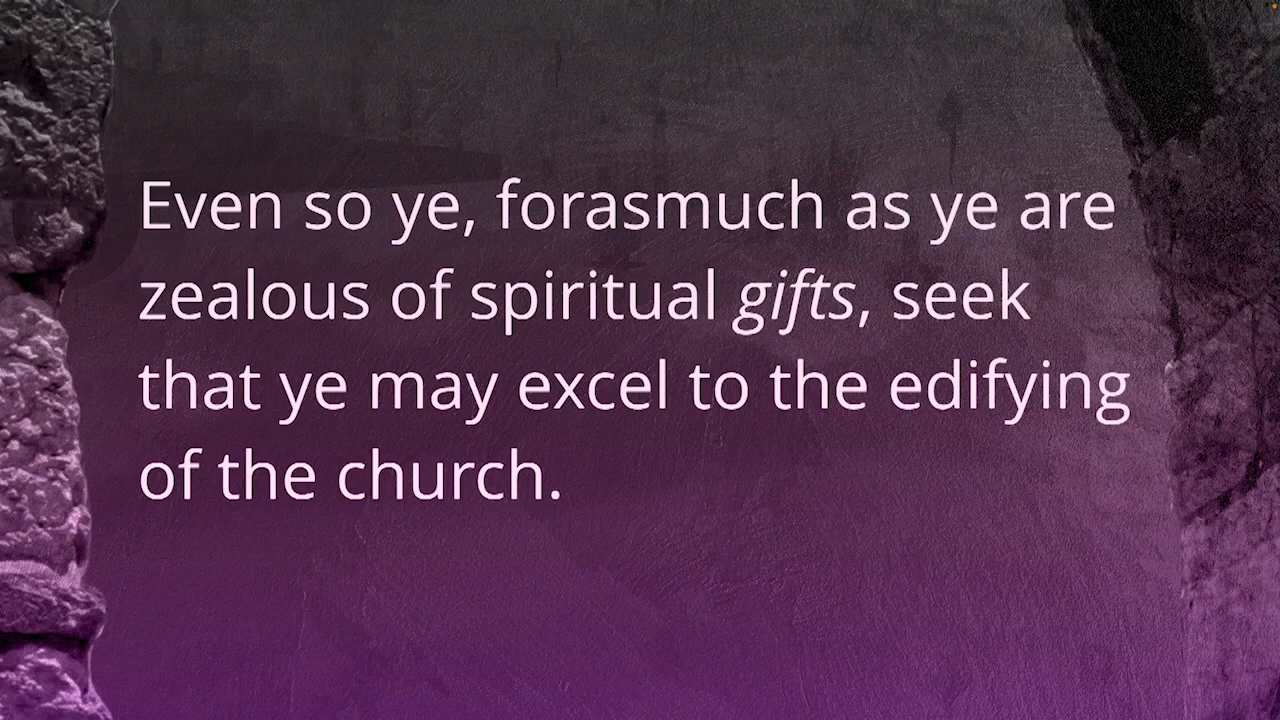 Even so ye, forasmuch as ye are
zealous of spiritual gifts, seek
that ye may excel to the edifying
of the church.